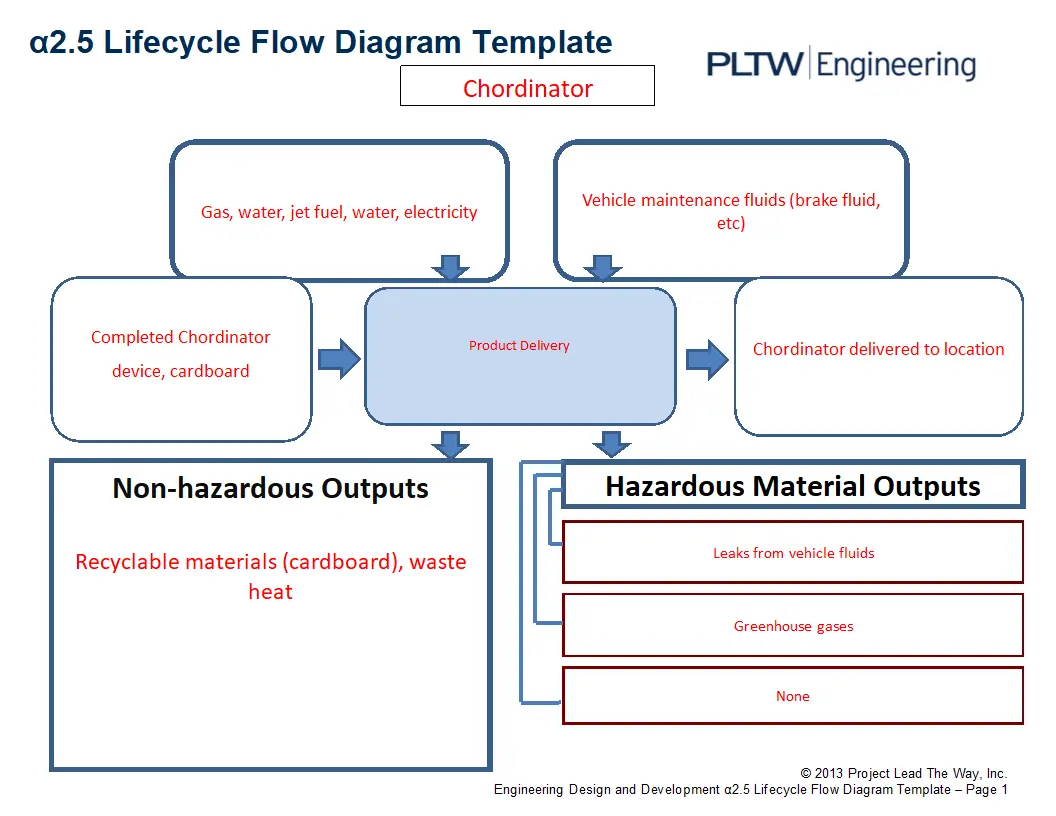 α2.5 Lifecycle Flow Diagram Template
PLTW Engineering
Chordinator
Gas, water, jet fuel, water, electricity
Vehicle maintenance fluids (brake fluid,
etc)
Completed Chordinator
device, cardboard
Product Delivery
Chordinator delivered to location
Non-hazardous Outputs
Recyclable materials (cardboard), waste
heat
Hazardous Material Outputs
Leaks from vehicle fluids
Greenhouse gases
None
© 2013 Project Lead The Way, Inc.
Engineering Design and Development α2.5 Lifecycle Flow Diagram Template – Page 1